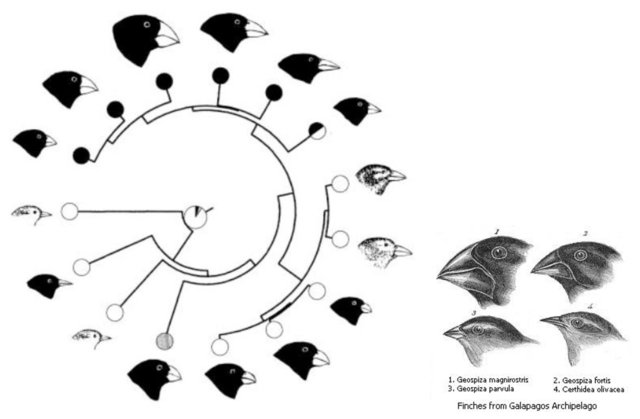 1
2
3
4
1. Geospiza magnirostris 2. Geospiza fortis
3. Geospiza parvula 4. Certhidea olivacea
Finches from Galapagos Archipelago